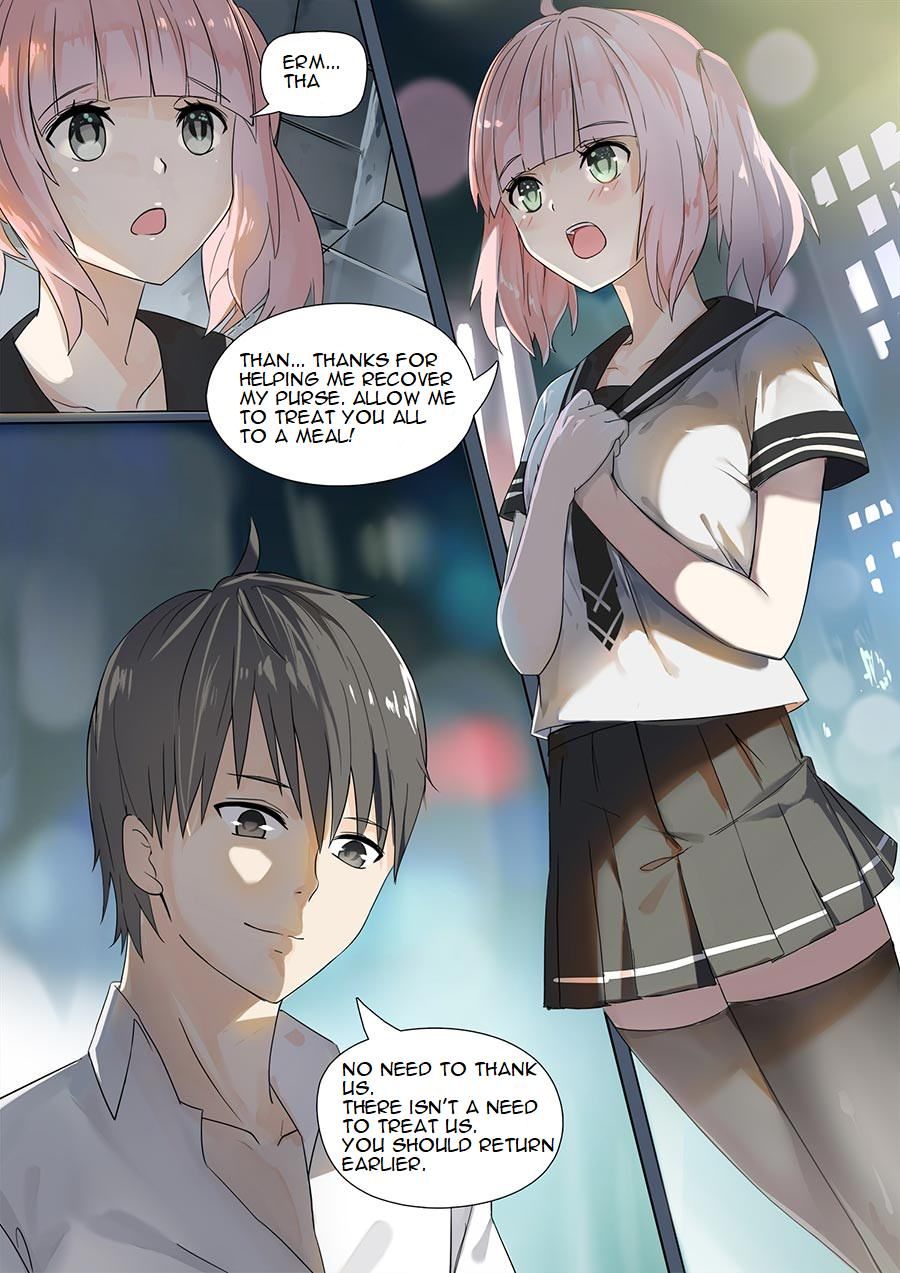 ERM...
THA
THAN... THANKS FOR
HELPING ME RECOVER
MY PURSE. ALLOW ME
TO TREAT YOU ALL
TO A MEAL!
NO NEED TO THANK
US.
THERE ISN'T A NEED
TO TREAT US.
YOU SHOULD RETURN
EARLIER.